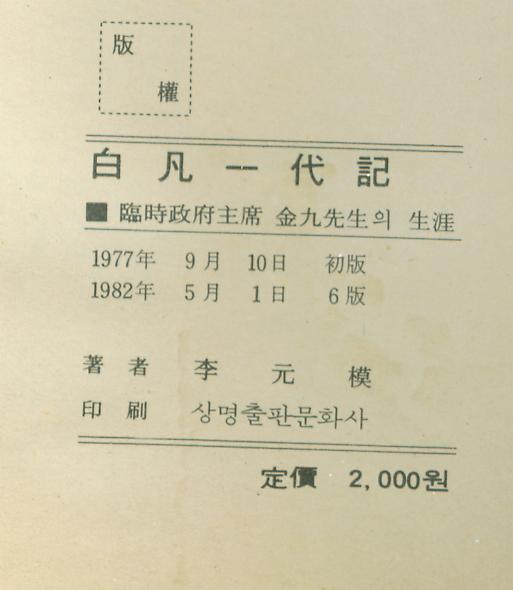 版
權
白凡一代記
■ 臨時政府主席 金九先生의 生涯
1977年 9月 10日 初版
1982年 5月 1日 6版
著者 李元模
印刷 상명출판문화사
定價 2,000원